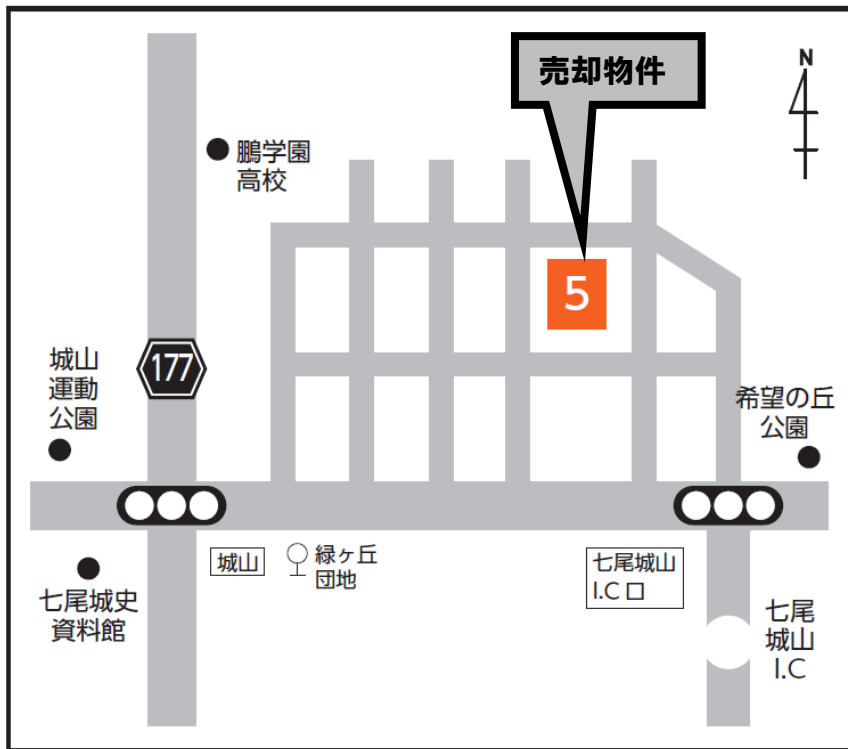 売却物件
N
鵬学園
高校
5
177
城山
運動
公園
希望の丘
公園
城山
緑ヶ丘
団地
七尾城山
I.C 口
七尾城史
資料館
七尾
城山
I.C